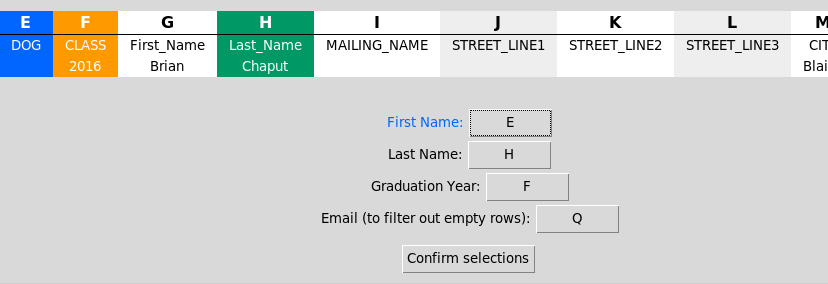 E F G H I J K L M
DOG CLASS First_Name Last_Name MAILING_NAME STREET_LINE1 STREET_LINE2 STREET_LINE3 CIT
2016 Brian Chaput Blai
First Name: E
Last Name: H
Graduation Year: F
Email (to filter out empty rows): Q
Confirm selections